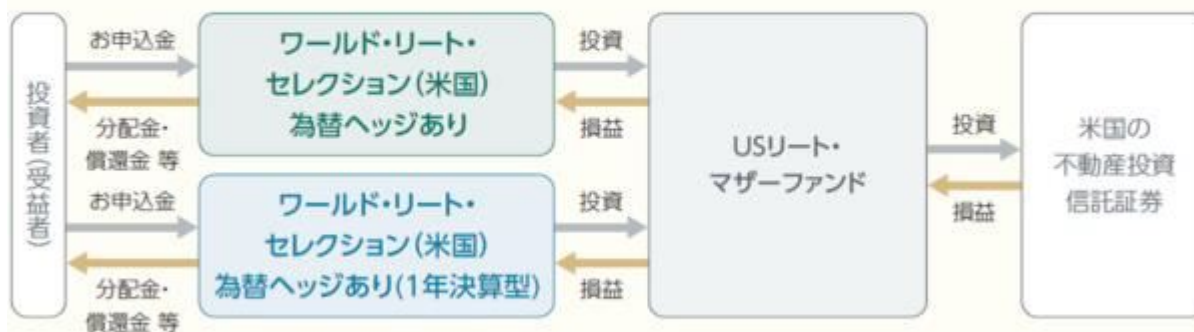 投資者(受益者)
お申込金
分配金・
償還金 等
お申込金
分配金・
償還金 等
ワールド・リート・
セレクション(米国)
為替ヘッジあり
ワールド・リート・
セレクション(米国)
為替ヘッジあり(1年決算型)
投資
損益
投資
損益
USリート・
マザーファンド
投資
損益
米国の
不動産投資
信託証券